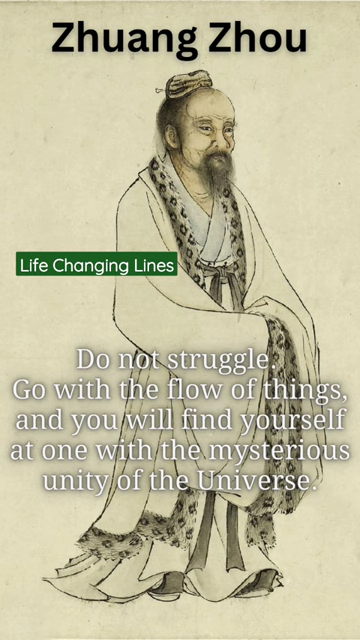 Zhuang Zhou
Life Changing Lines
Do not struggle.
Go with the flow of things,
and you will find yourself
at one with the mysterious
unity of the Universe.